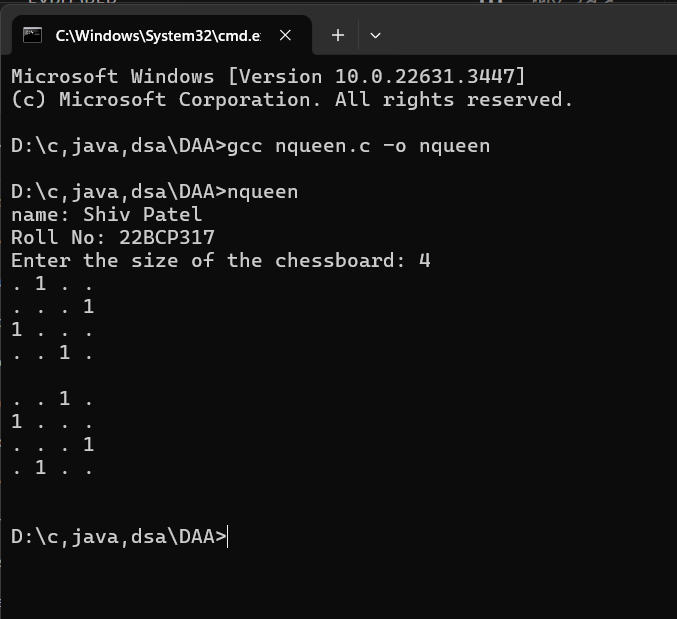 C:\Windows\System32\cmd.e
Microsoft Windows [Version 10.0.22631.3447]
(c) Microsoft Corporation. All rights reserved.
D:\c,java,dsa\DAA>gcc nqueen.c -o nqueen
D:\c,java,dsa\DAA>nqueen
name: Shiv Patel
Roll No: 22BCP317
Enter the size of the chessboard: 4
. 1 . .
. . . 1
1 . . .
. . 1 .
. . 1 .
1 . . .
. . . 1
. 1 . .
D:\c,java,dsa\DAA>